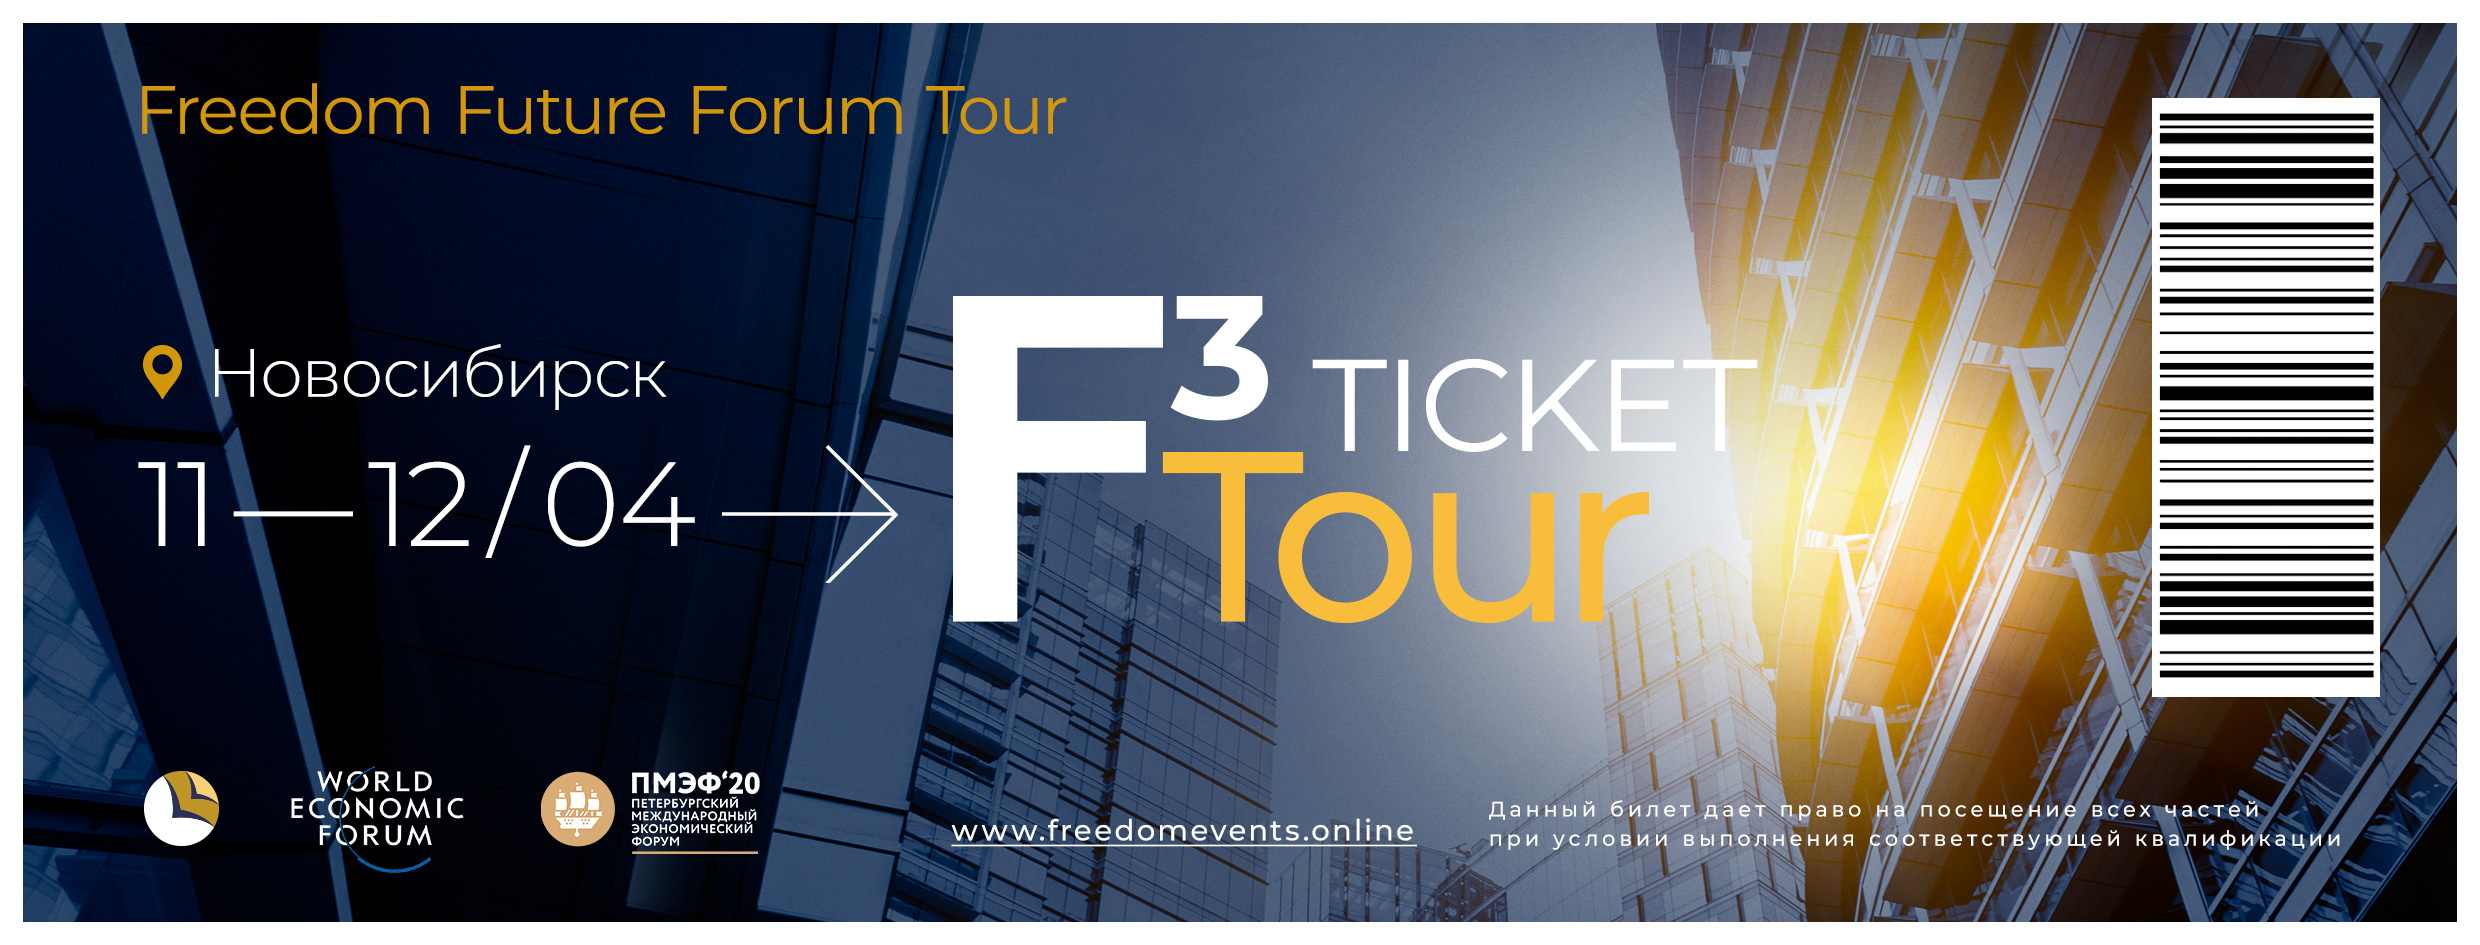 Freedom Future Forum Tour
Новосибирск
11—12/04
F³ TICKET
Tour
WORLD
ECONOMIC
FORUM
ПМЭФ‘20
ПЕТЕРБУРГСКИЙ
МЕЖДУНАРОДНЫЙ
ЭКОНОМИЧЕСКИЙ
ФОРУМ
www.freedomevents.online
Данный билет дает право на посещение всех частей
при условии выполнения соответствующей квалификации